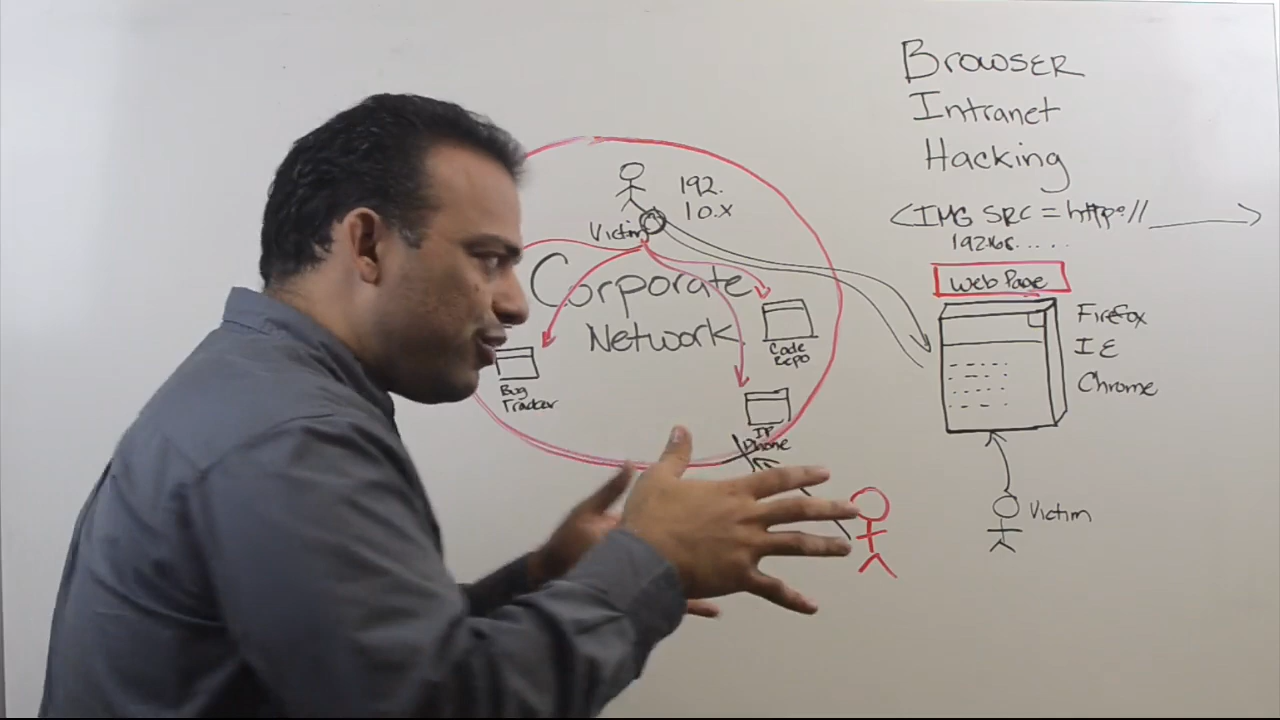 Browser
Intranet
Hacking
<IMG SRC = http://_______>
192.168......
Web Page
Firefox
IE
Chrome
Victim
192.
10.x
Victim
Corporate
Network
Code
Repo
Bug
Tracker
IP
Phone